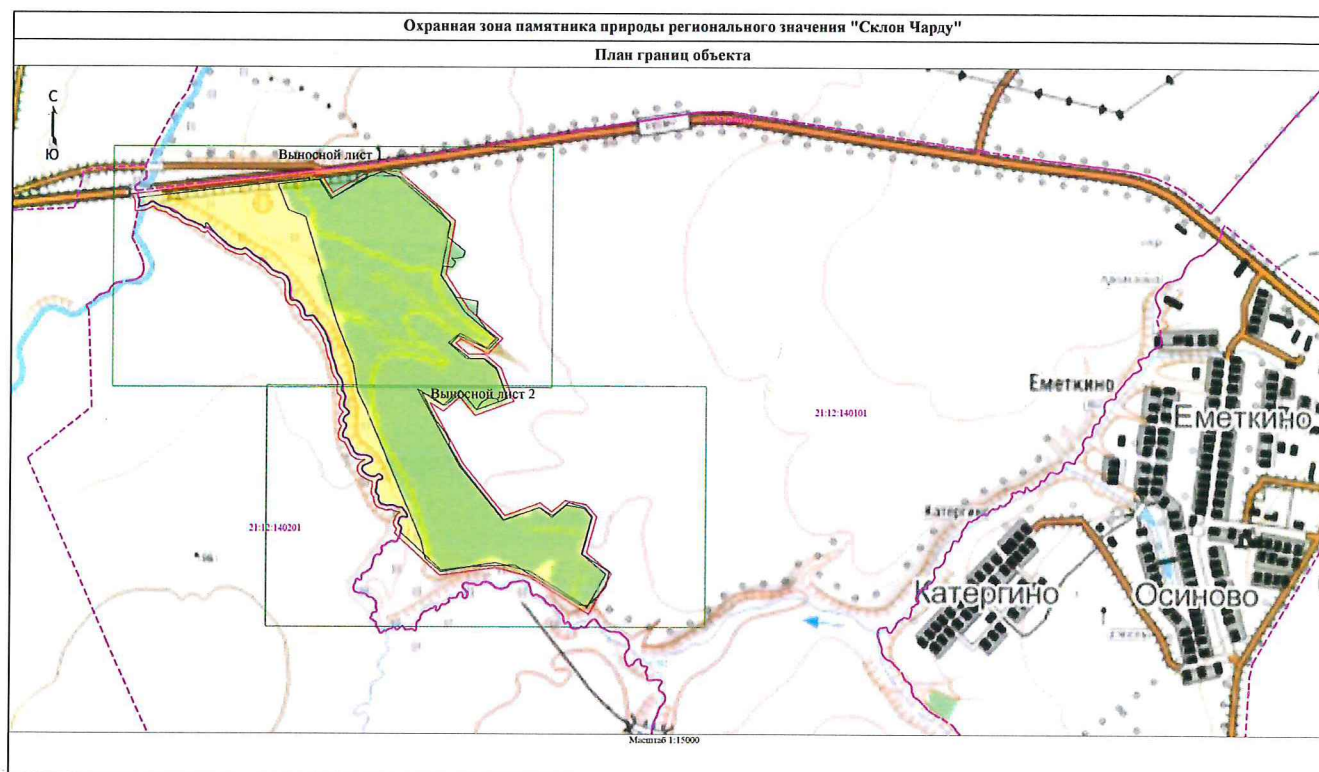 Охранная зона памятника природы регионального значения "Склон Чарду"
План границ объекта
С
Ю
Выносной лист 1
Выносной лист 2
Еметкино
21:12:140101
Еметкино
Катергино
21:12:140201
Катергино
Осиново
Масштаб 1:15000